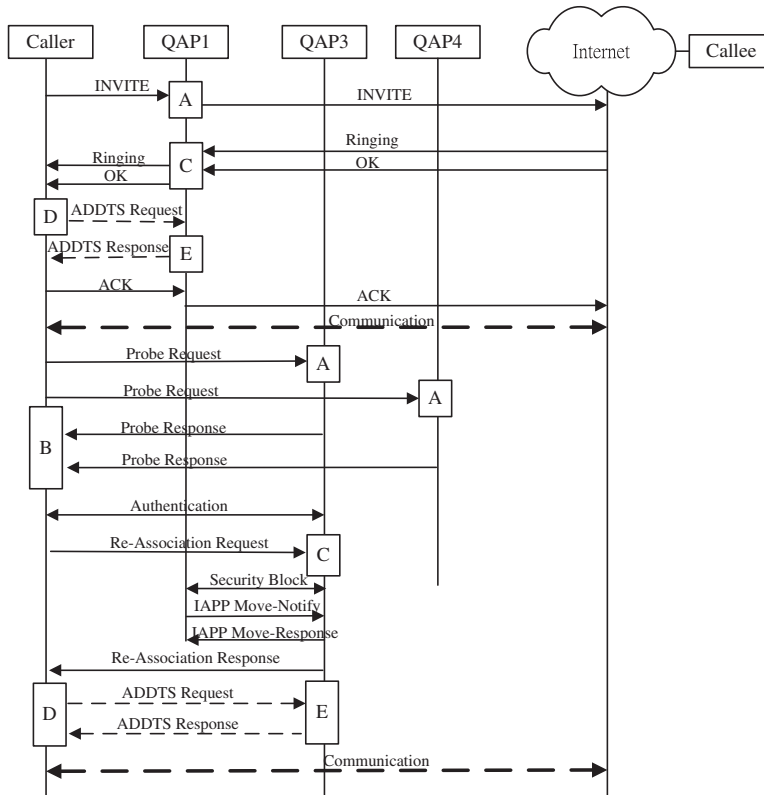 Caller
QAP1
QAP3
QAP4
Internet
Callee
INVITE
A
INVITE
Ringing
Ringing
C
OK
OK
D
ADDTS Request
ADDTS Response
E
ACK
ACK
Communication
Probe Request
A
Probe Request
A
B
Probe Response
Probe Response
Authentication
Re-Association Request
C
Security Block
IAPP Move-Notify
IAPP Move-Response
Re-Association Response
D
ADDTS Request
E
ADDTS Response
Communication